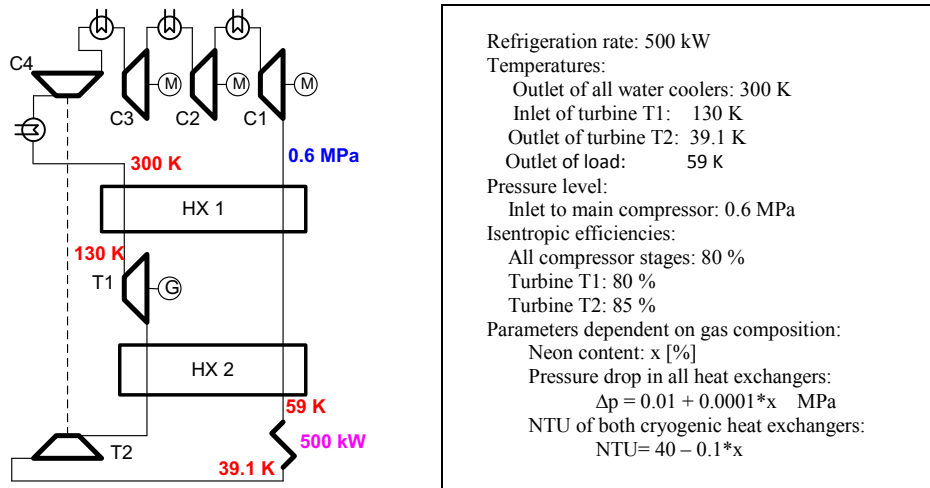 C4
C3
M
C2
M
C1
M
300 K
0.6 MPa
HX 1
130 K
T1
G
HX 2
59 K
500 kW
T2
39.1 K
Refrigeration rate: 500 kW
Temperatures:
Outlet of all water coolers: 300 K
Inlet of turbine T1: 130 K
Outlet of turbine T2: 39.1 K
Outlet of load: 59 K
Pressure level:
Inlet to main compressor: 0.6 MPa
Isentropic efficiencies:
All compressor stages: 80 %
Turbine T1: 80 %
Turbine T2: 85 %
Parameters dependent on gas composition:
Neon content: x [%]
Pressure drop in all heat exchangers:
Δp = 0.01 + 0.0001*x MPa
NTU of both cryogenic heat exchangers:
NTU= 40 – 0.1*x